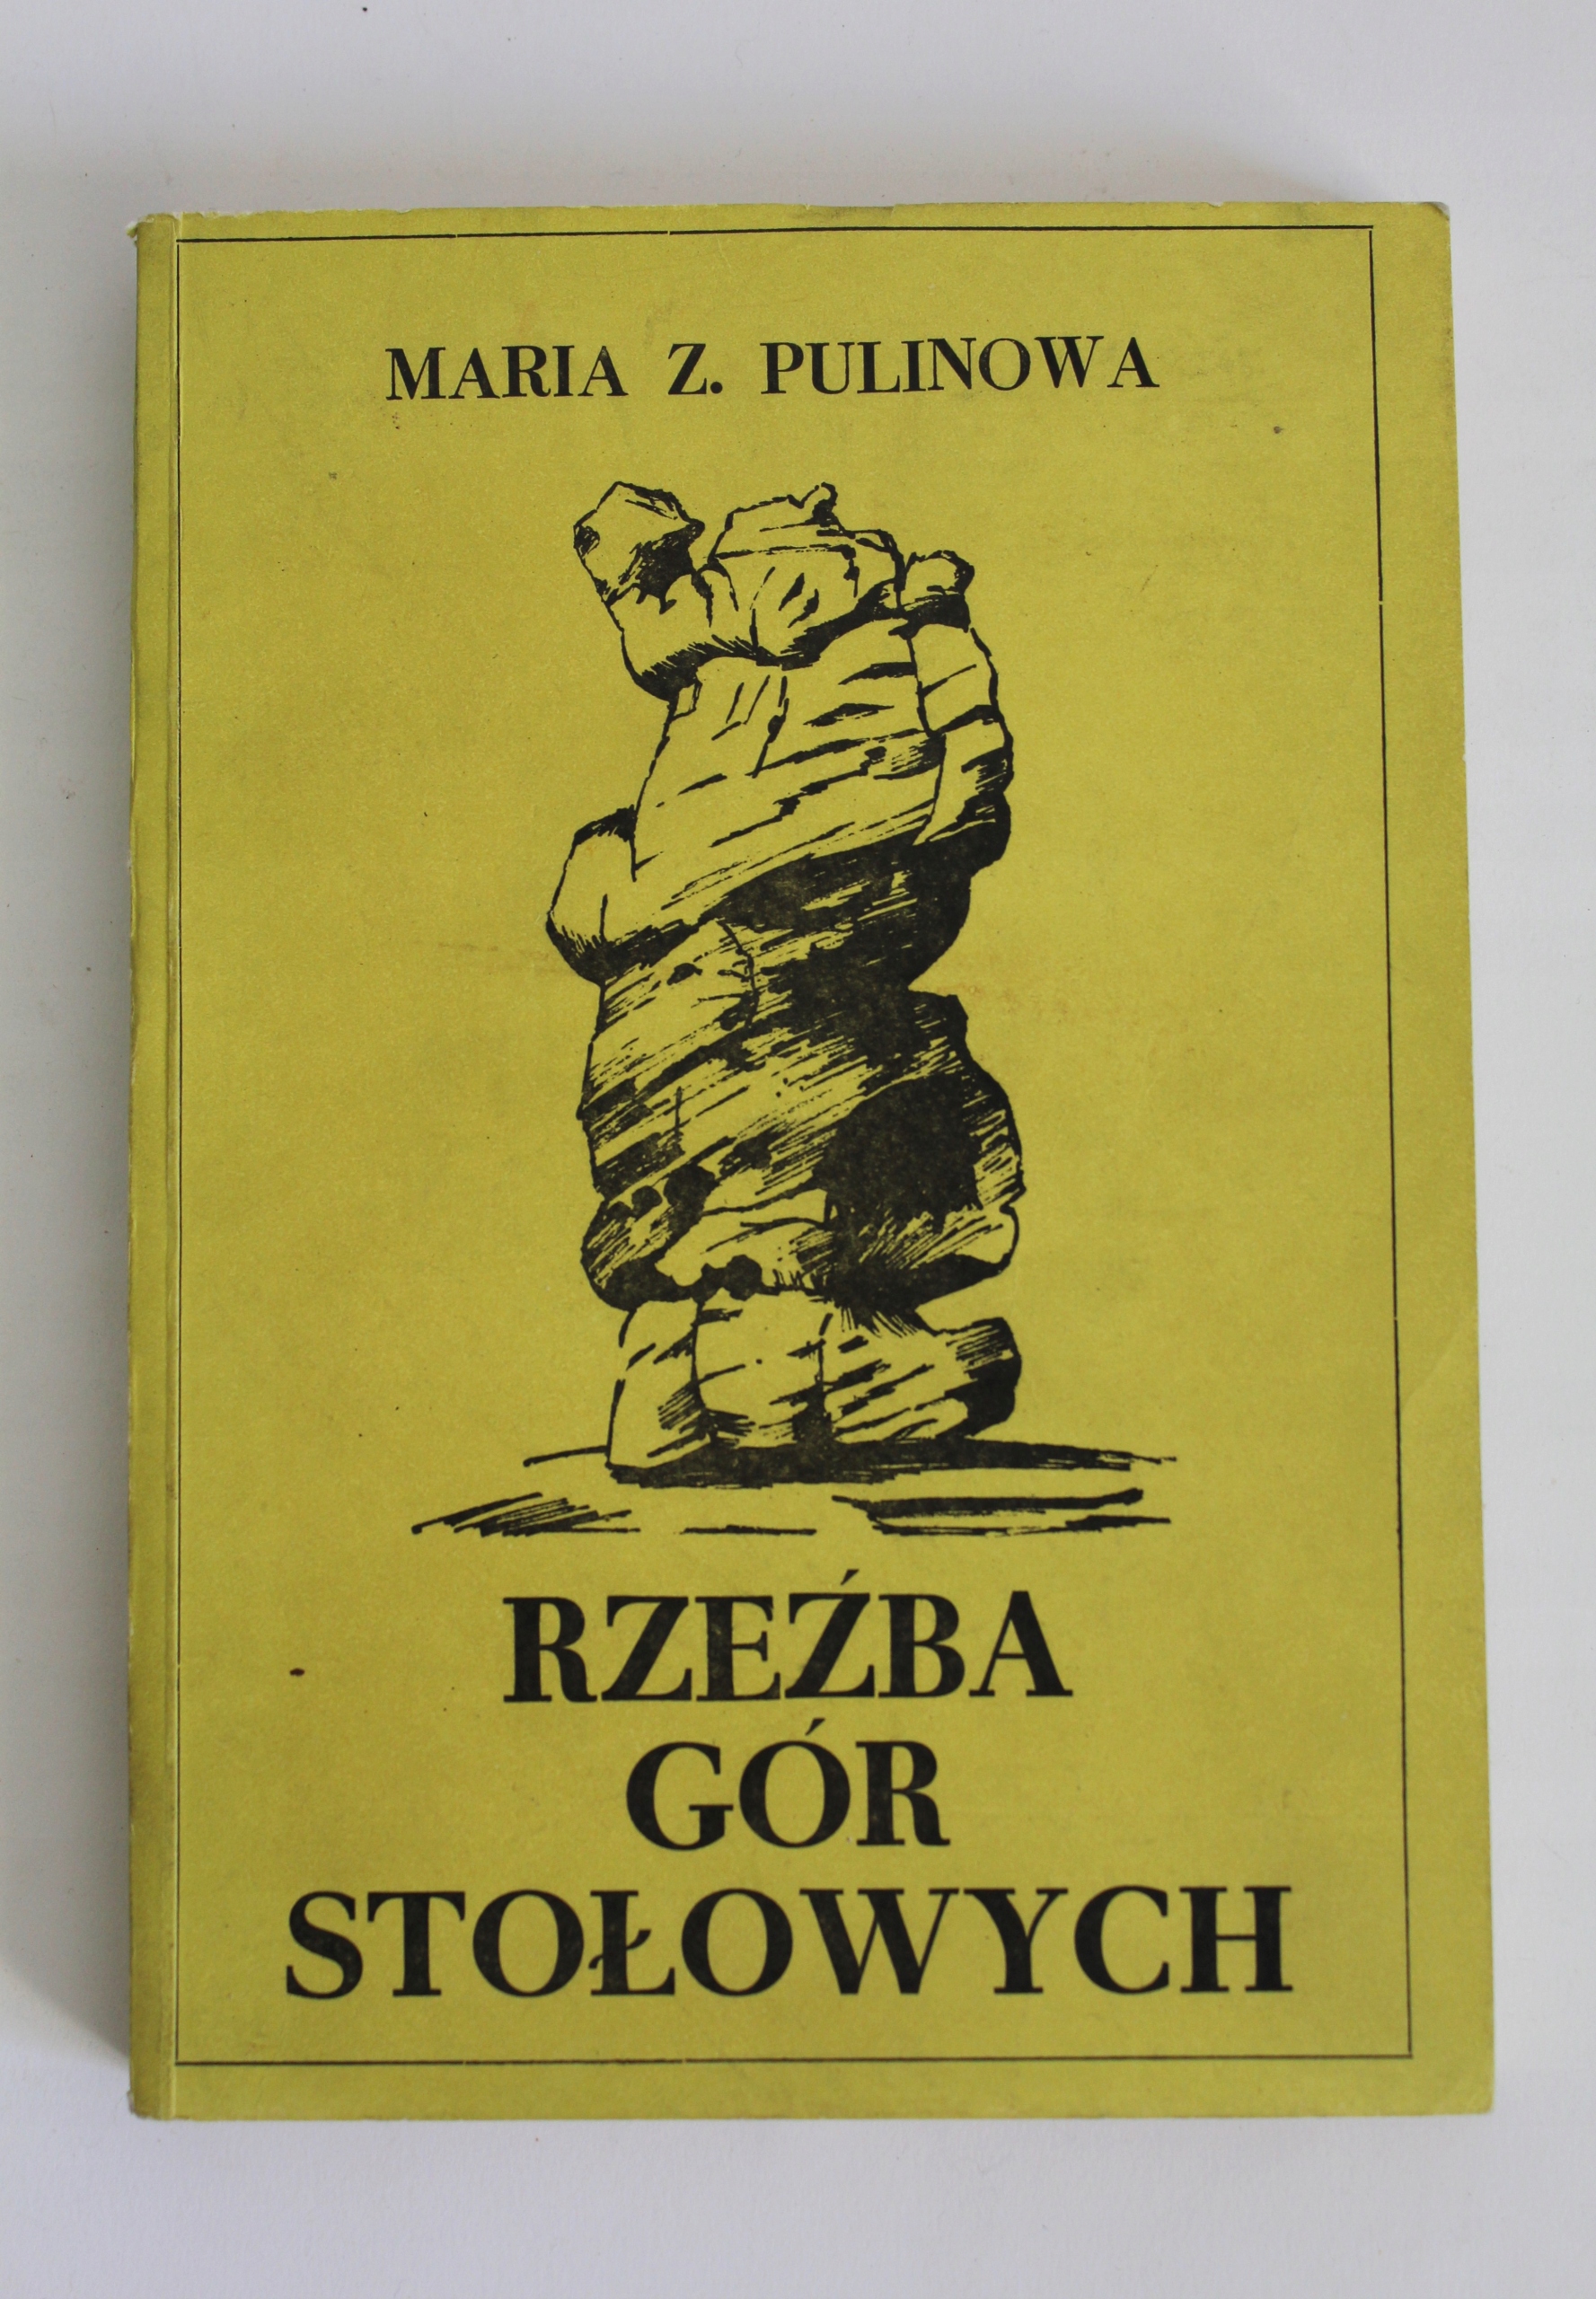 MARIA Z. PULINOWA
RZEŹBA
GÓR
STOŁOWYCH